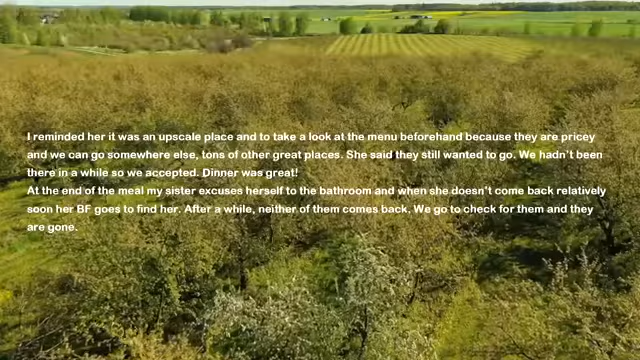 I reminded her it was an upscale place and to take a look at the menu beforehand because they are pricey
and we can go somewhere else, tons of other great places. She said they still wanted to go. We hadn't been
there in a while so we accepted. Dinner was great!
At the end of the meal my sister excuses herself to the bathroom and when she doesn't come back relatively
soon her BF goes to find her. After a while, neither of them comes back. We go to check for them and they
are gone.